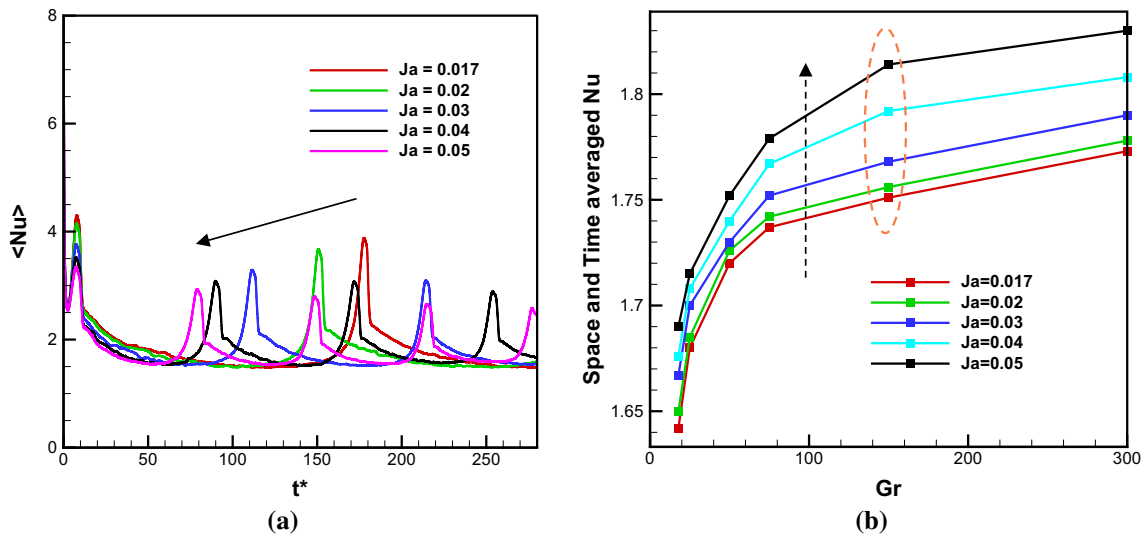 8
6
4
2
0
<Nu>
Ja = 0.017
Ja = 0.02
Ja = 0.03
Ja = 0.04
Ja = 0.05
0 50 100 150 200 250
t*
(a)
Space and Time averaged Nu
1.8
1.75
1.7
1.65
Ja=0.017
Ja=0.02
Ja=0.03
Ja=0.04
Ja=0.05
0 100 200 300
Gr
(b)